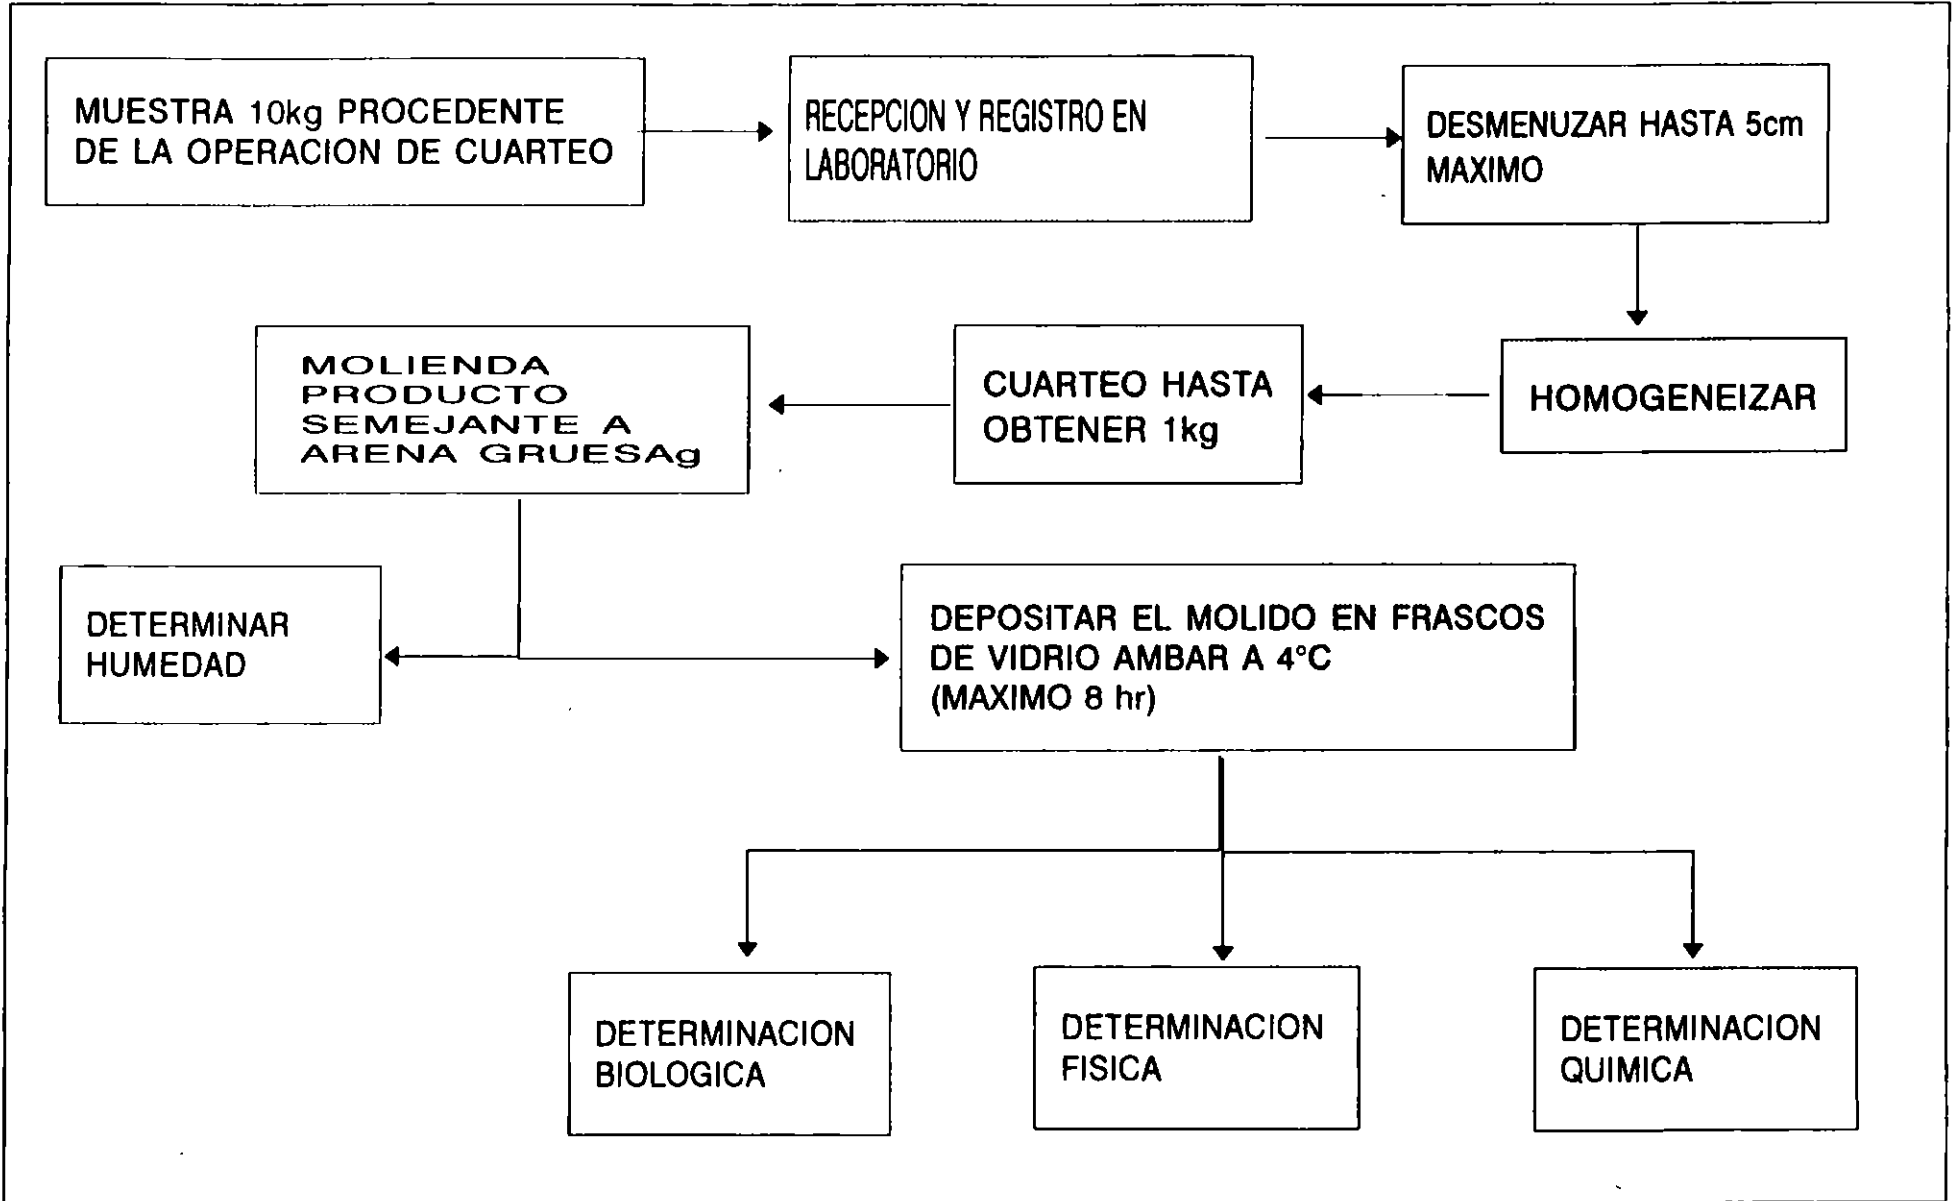 MUESTRA 10kg PROCEDENTE
DE LA OPERACION DE CUARTEO
RECEPCION Y REGISTRO EN
LABORATORIO
DESMENUZAR HASTA 5cm
MAXIMO
HOMOGENEIZAR
CUARTEO HASTA
OBTENER 1kg
MOLIENDA
PRODUCTO
SEMEJANTE A
ARENA GRUESAg
DETERMINAR
HUMEDAD
DEPOSITAR EL MOLIDO EN FRASCOS
DE VIDRIO AMBAR A 4°C
(MAXIMO 8 hr)
DETERMINACION
BIOLOGICA
DETERMINACION
FISICA
DETERMINACION
QUIMICA